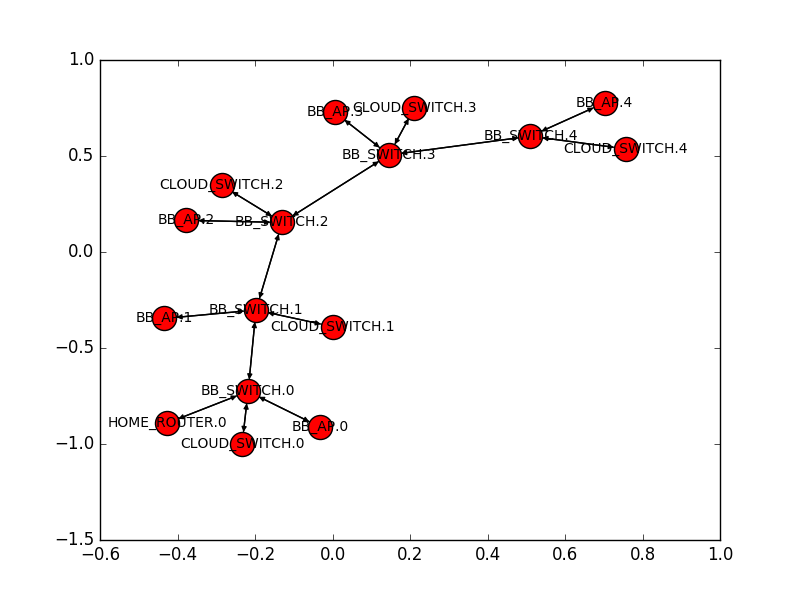 1.0
0.5
0.0
−0.5
−1.0
−1.5
−0.6
−0.4
−0.2
0.0
0.2
0.4
0.6
0.8
1.0
BB_AP.4
CLOUD_SWITCH.3
BB_AP.3
BB_SWITCH.4
CLOUD_SWITCH.4
BB_SWITCH.3
CLOUD_SWITCH.2
BB_AP.2
BB_SWITCH.2
BB_SWITCH.1
BB_AP.1
CLOUD_SWITCH.1
BB_SWITCH.0
HOME_ROUTER.0
BB_AP.0
CLOUD_SWITCH.0